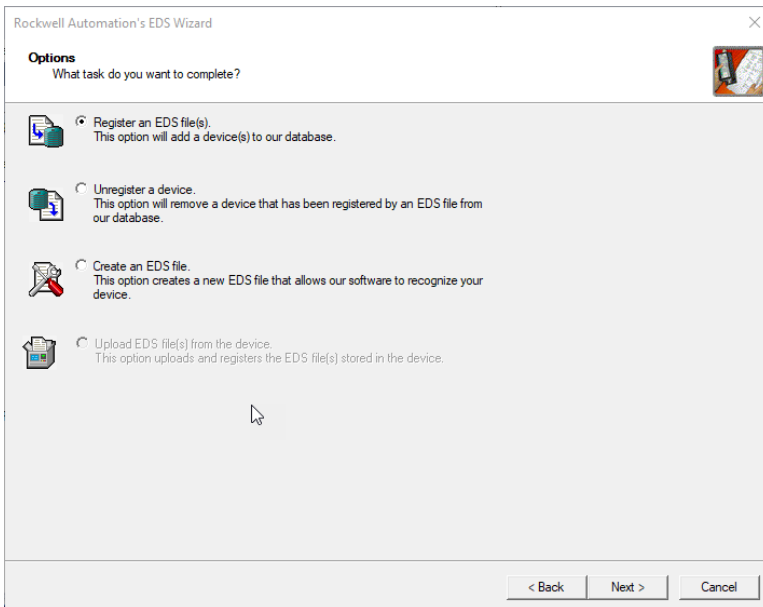 Rockwell Automation's EDS Wizard
Options
What task do you want to complete?
Register an EDS file(s).
This option will add a device(s) to our database.
Unregister a device.
This option will remove a device that has been registered by an EDS file from
our database.
Create an EDS file.
This option creates a new EDS file that allows our software to recognize your
device.
Upload EDS file(s) from the device.
This option uploads and registers the EDS file(s) stored in the device.
< Back
Next >
Cancel